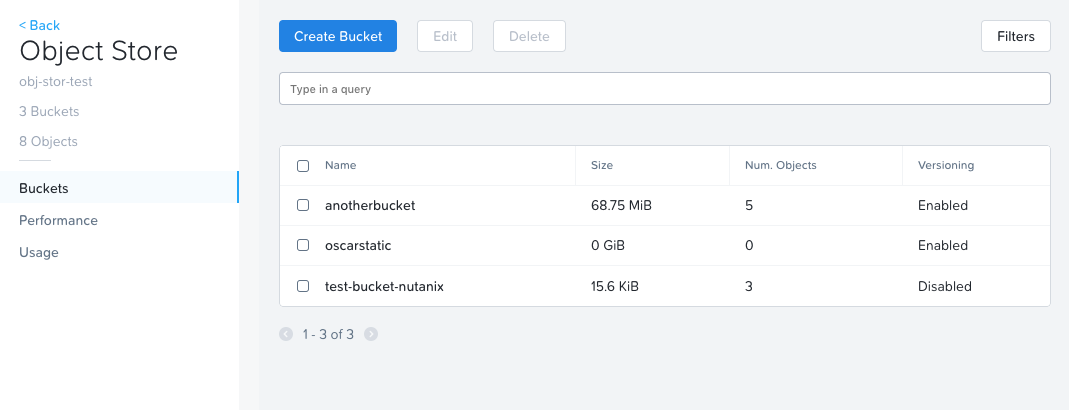 < Back
Object Store
obj-stor-test
3 Buckets
8 Objects
Buckets
Performance
Usage
Create Bucket Edit Delete Filters
Type in a query
Name Size Num. Objects Versioning
anotherbucket 68.75 MiB 5 Enabled
oscarstatic 0 GiB 0 Enabled
test-bucket-nutanix 15.6 KiB 3 Disabled
1 - 3 of 3